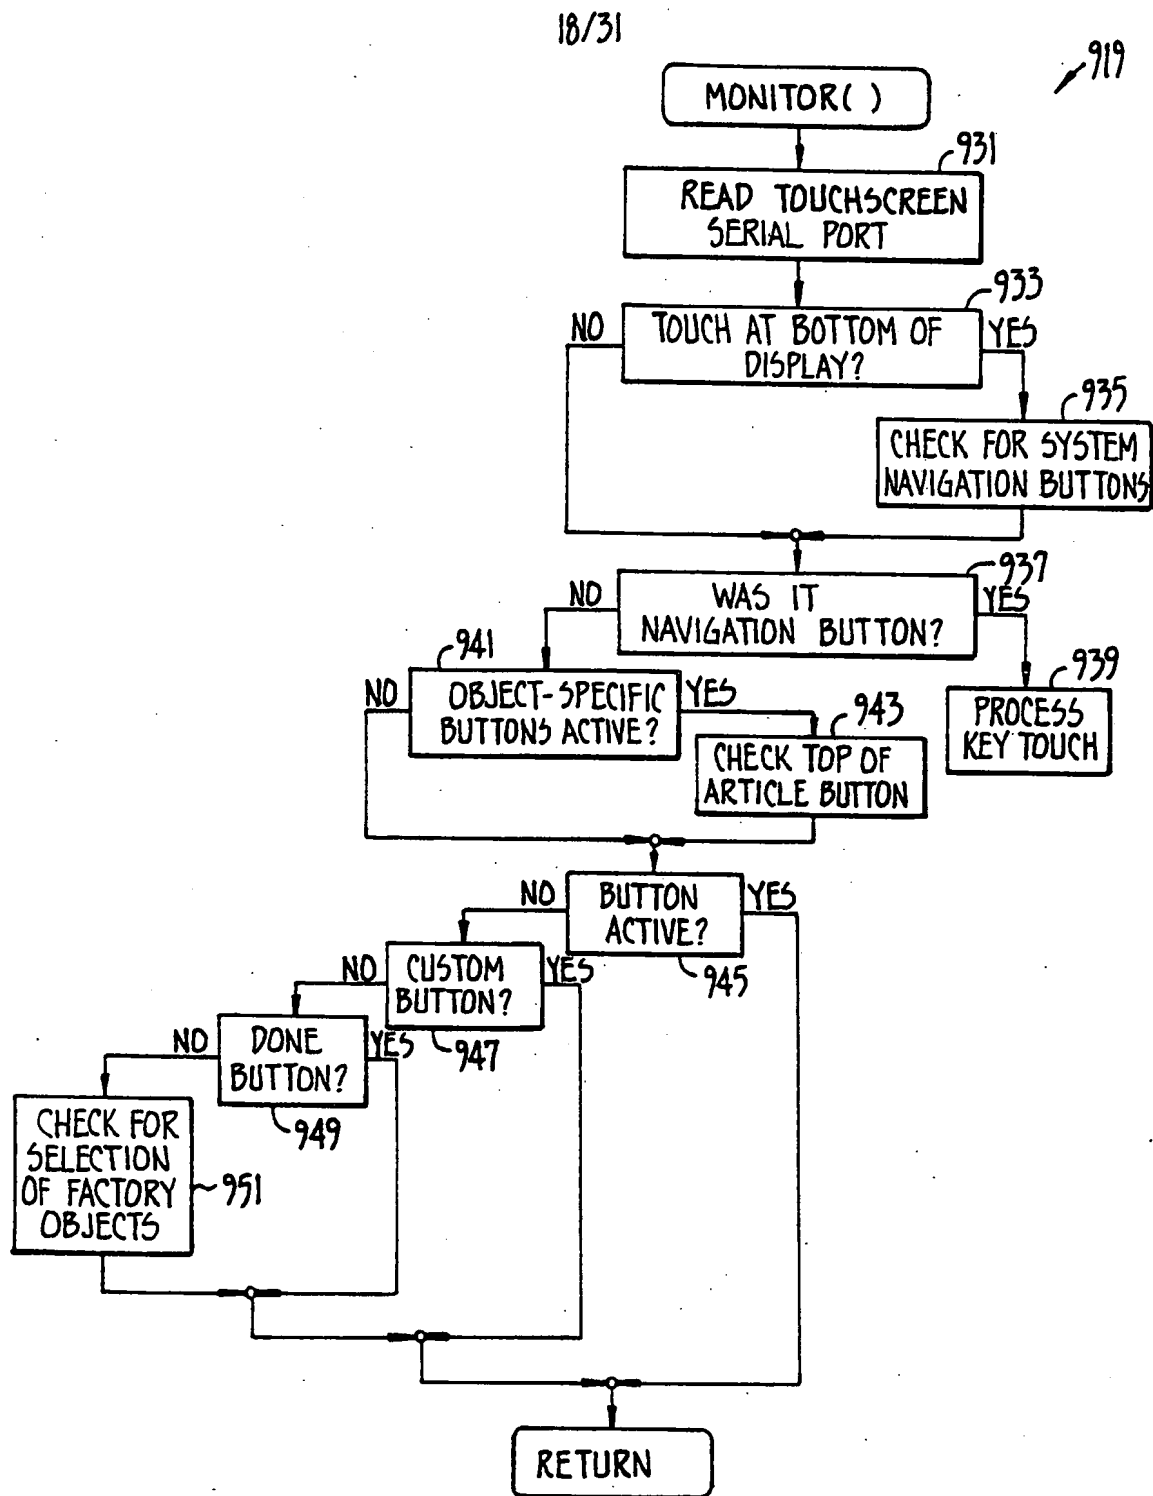 18/31
919
MONITOR( )
931
READ TOUCHSCREEN
SERIAL PORT
933
NO
TOUCH AT BOTTOM OF
DISPLAY?
YES
935
CHECK FOR SYSTEM
NAVIGATION BUTTONS
937
NO
WAS IT
NAVIGATION BUTTON?
YES
939
PROCESS
KEY TOUCH
941
NO
OBJECT-SPECIFIC
BUTTONS ACTIVE?
YES
943
CHECK TOP OF
ARTICLE BUTTON
NO
BUTTON
ACTIVE?
YES
945
NO
CUSTOM
BUTTON?
YES
947
NO
DONE
BUTTON?
YES
949
CHECK FOR
SELECTION
OF FACTORY
OBJECTS
951
RETURN